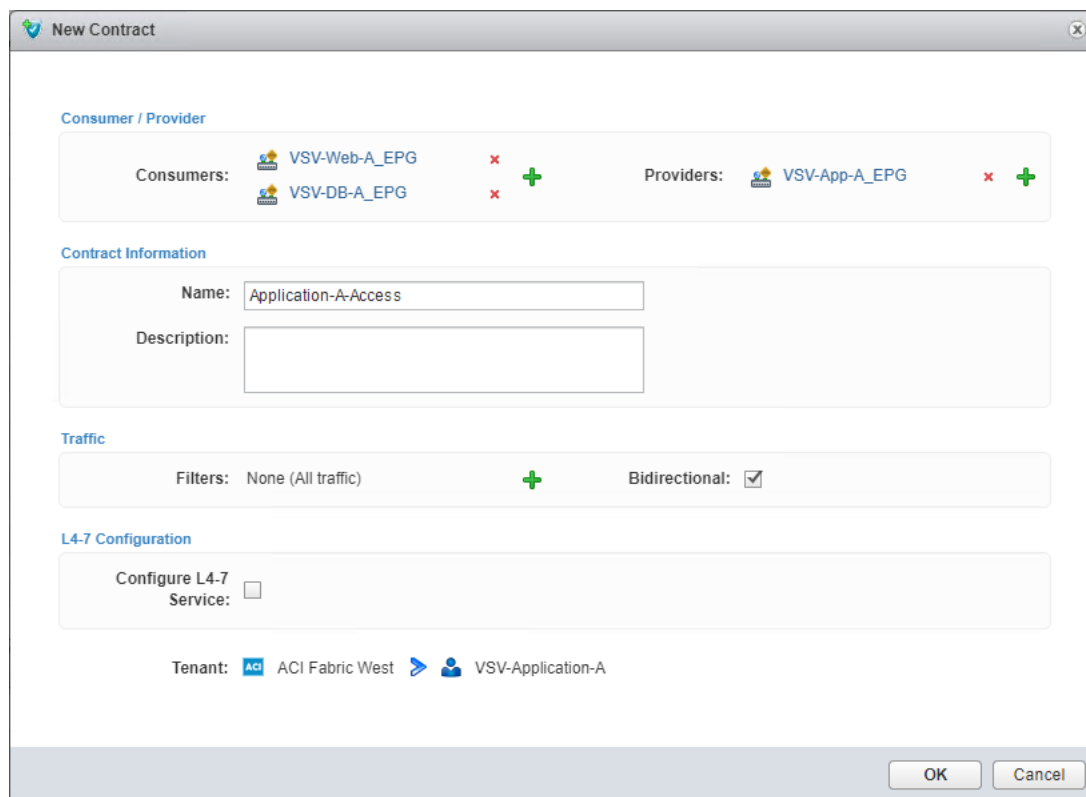 New Contract
Consumer / Provider
Consumers:
VSV-Web-A_EPG
VSV-DB-A_EPG
Providers:
VSV-App-A_EPG
Contract Information
Name: Application-A-Access
Description:
Traffic
Filters: None (All traffic)
Bidirectional:
L4-7 Configuration
Configure L4-7
Service:
Tenant: ACI ACI Fabric West VSV-Application-A
OK Cancel